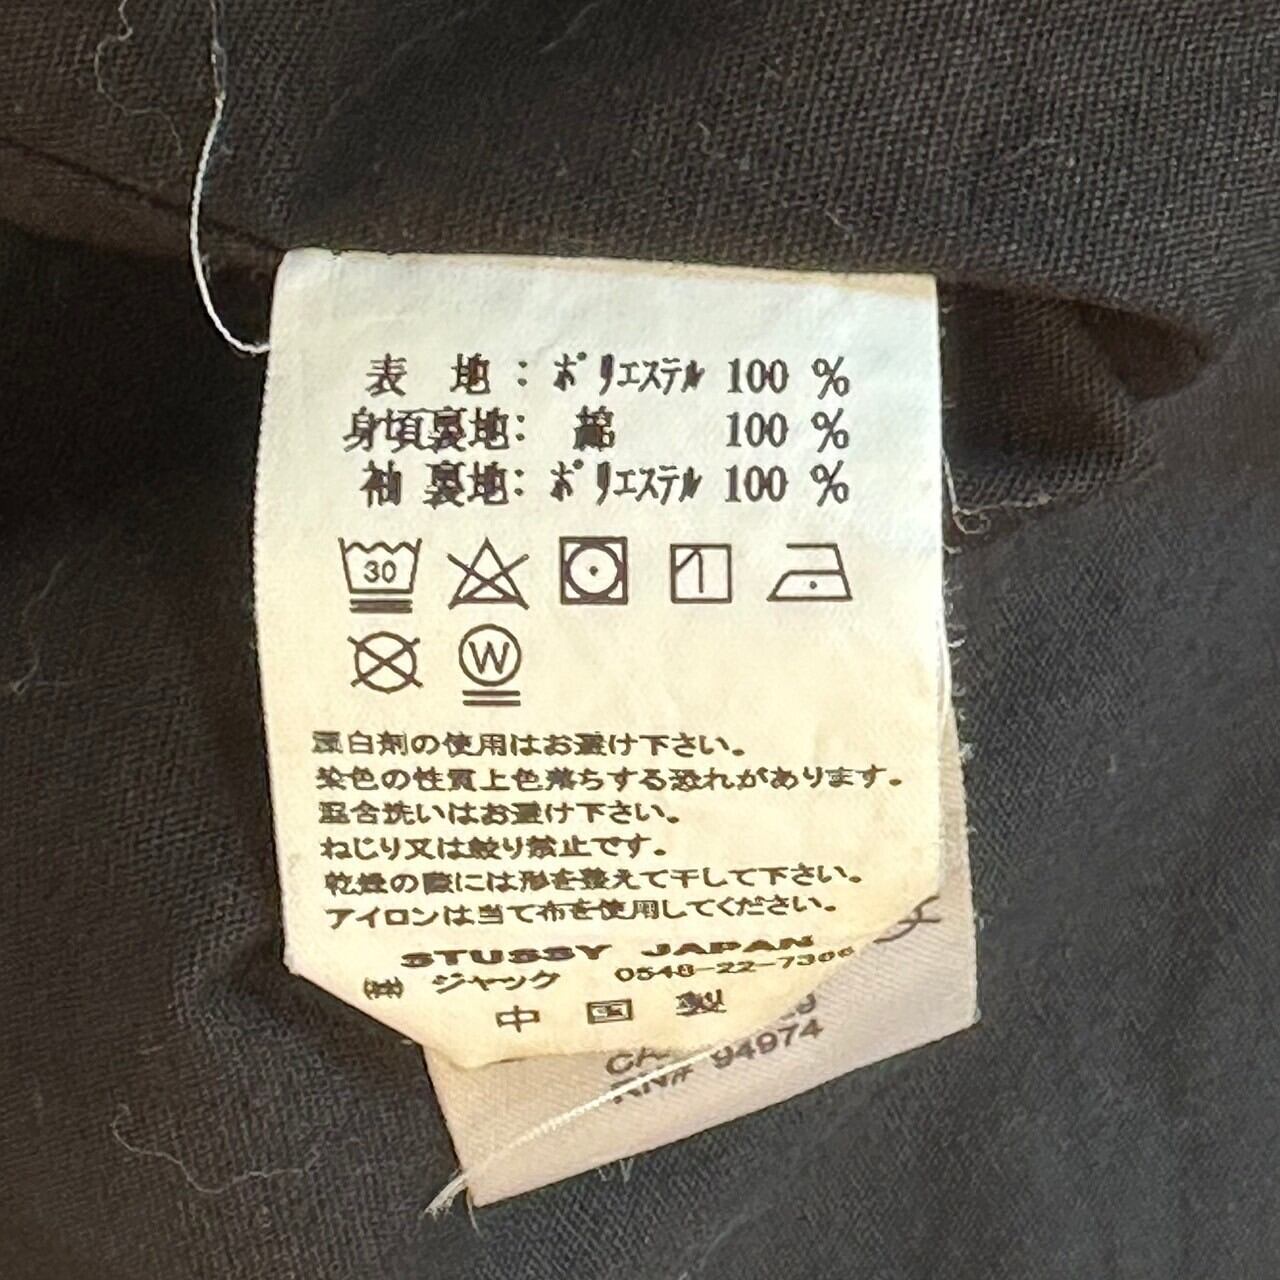 表地：ポリエステル 100 %
身頃裏地：綿 100 %
袖裏地：ポリエステル 100 %
30
W
漂白剤の使用はお避け下さい。
染色の性質上色落ちする恐れがあります。
混合洗いはお避け下さい。
ねじり又は絞り禁止です。
乾燥の際には形を整えて干して下さい。
アイロンは当て布を使用してください。
STUSSY JAPAN
㈱ ジャック 0548-22-7306
中国製
RN# 94974